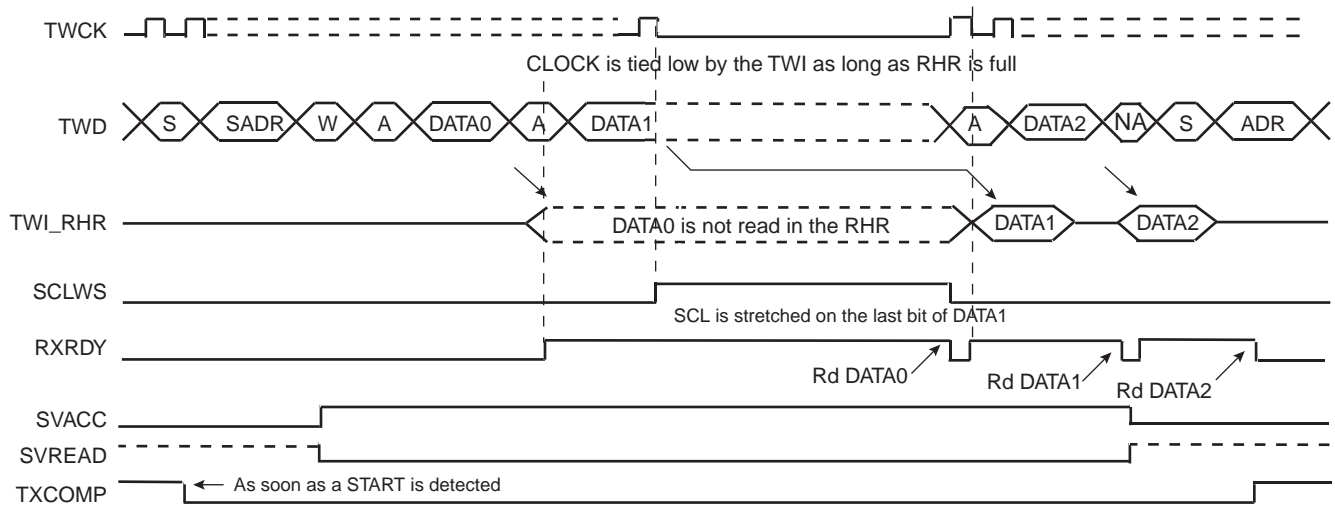 TWCK
CLOCK is tied low by the TWI as long as RHR is full
TWD S SADR W A DATA0 A DATA1 A DATA2 NA S ADR
TWI_RHR DATA0 is not read in the RHR DATA1 DATA2
SCLWS
SCL is stretched on the last bit of DATA1
RXRDY
Rd DATA0 Rd DATA1 Rd DATA2
SVACC
SVREAD
TXCOMP As soon as a START is detected